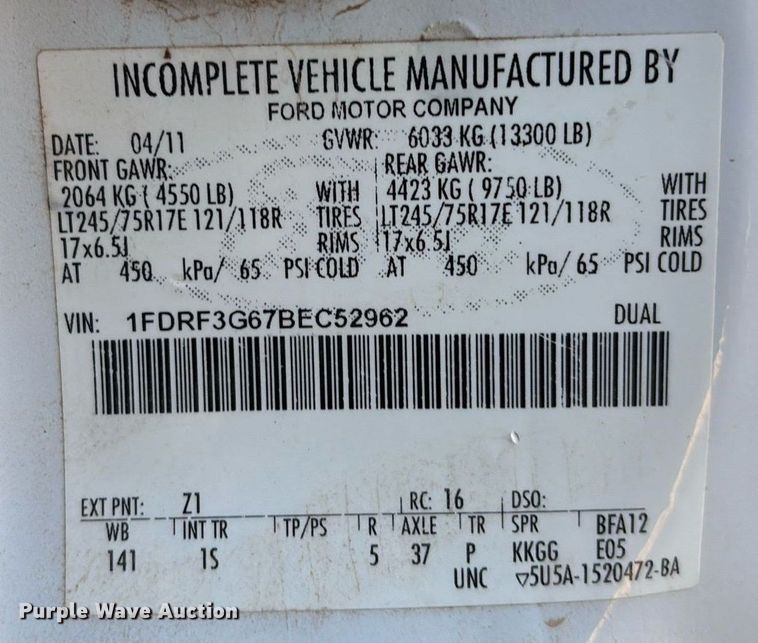 INCOMPLETE VEHICLE MANUFACTURED BY
FORD MOTOR COMPANY
DATE: 04/11 GVWR: 6033 KG (13300 LB)
FRONT GAWR: REAR GAWR:
2064 KG ( 4550 LB) WITH 4423 KG ( 9750 LB) WITH
LT245/75R17E 121/118R TIRES LT245/75R17E 121/118R TIRES
17x6.5J RIMS 17x6.5J RIMS
AT 450 kPa/ 65 PSI COLD AT 450 kPa/ 65 PSI COLD
VIN: 1FDRF3G67BEC52962 DUAL
EXT PNT: Z1 RC: 16 DSO:
WB INT TR TP/PS R AXLE TR SPR BFA12
141 1S 5 37 P KKGG E05
UNC ▽5U5A-1520472-BA
Purple Wave Auction